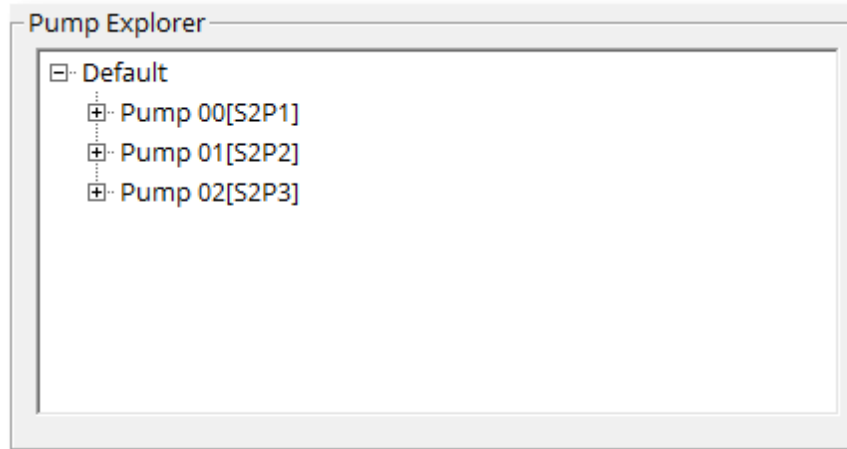 Pump Explorer
Default
Pump 00[S2P1]
Pump 01[S2P2]
Pump 02[S2P3]